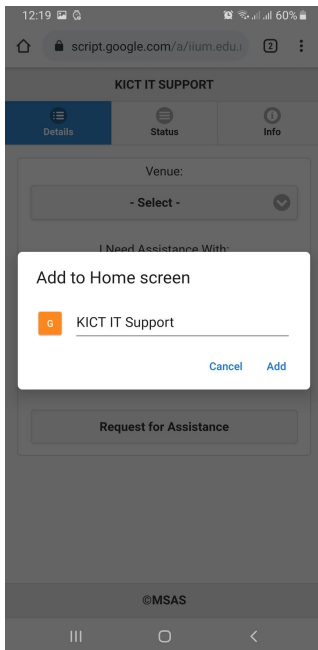 12:19 60%
script.google.com/a/iium.edu. 2
KICT IT SUPPORT
Details Status Info
Venue:
- Select -
I Need Assistance With:
Add to Home screen
G KICT IT Support
Cancel Add
Request for Assistance
©MSAS